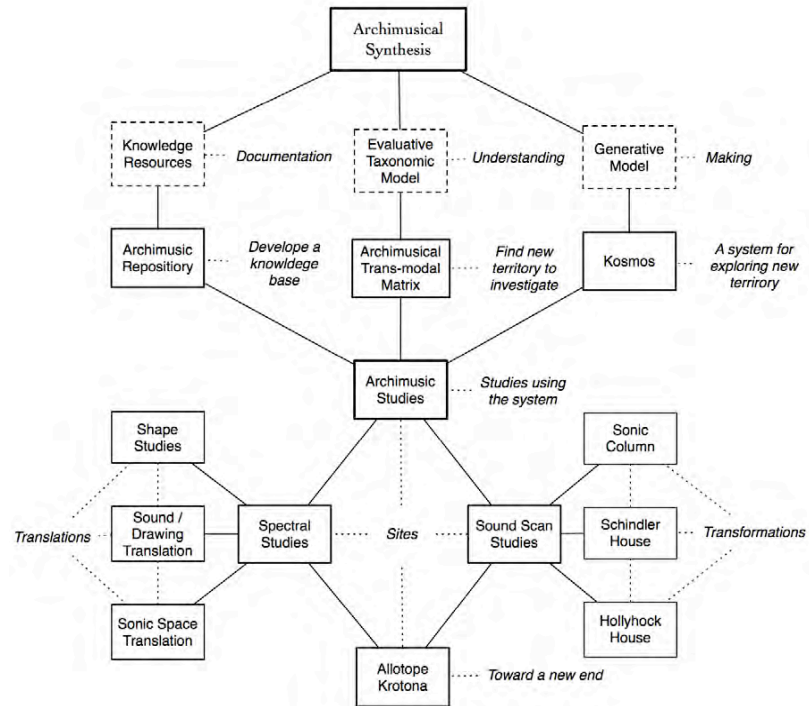 Archimusical
Synthesis
Knowledge
Resources
Documentation
Evaluative
Taxonomic
Model
Understanding
Generative
Model
Making
Archimusic
Repositiory
Develope a
knowldege
base
Archimusical
Trans-modal
Matrix
Find new
territory to
investigate
Kosmos
A system for
exploring new
terrirory
Archimusic
Studies
Studies using
the system
Shape
Studies
Sonic
Column
Translations
Sound /
Drawing
Translation
Spectral
Studies
Sites
Sound Scan
Studies
Schindler
House
Transformations
Sonic Space
Translation
Hollyhock
House
Allotope
Krotona
Toward a new end